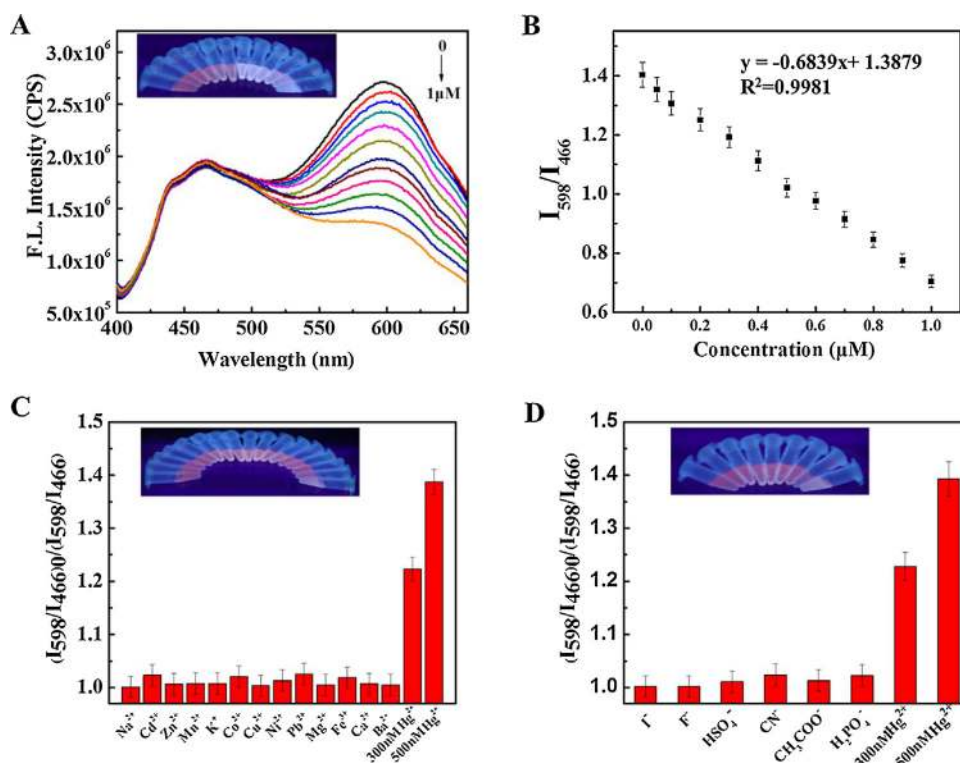 A
0
1μM
3.0x10⁶
2.5x10⁶
2.0x10⁶
1.5x10⁶
1.0x10⁶
5.0x10⁵
F.L. Intensity (CPS)
400 450 500 550 600 650
Wavelength (nm)
B
y = -0.6839x+ 1.3879
R²=0.9981
1.4
1.2
1.0
0.8
0.6
I₅₉₈/I₄₆₆
0.0 0.2 0.4 0.6 0.8 1.0
Concentration (μM)
C
1.5
1.4
1.3
1.2
1.1
1.0
(I598/I466)0/(I598/I466)
Na²⁺ Cd²⁺ Zn²⁺ Mn²⁺ K⁺ Co²⁺ Cu²⁺ Ni²⁺ Pb²⁺ Mg²⁺ Fe³⁺ Ca²⁺ Ba²⁺ 300nMHg²⁺ 500nMHg²⁺
D
1.5
1.4
1.3
1.2
1.1
1.0
(I598/I466)0/(I598/I466)
I⁻ F⁻ HSO₄⁻ CN⁻ CH₃COO⁻ H₂PO₄⁻ 300nMHg²⁺ 500nMHg²⁺